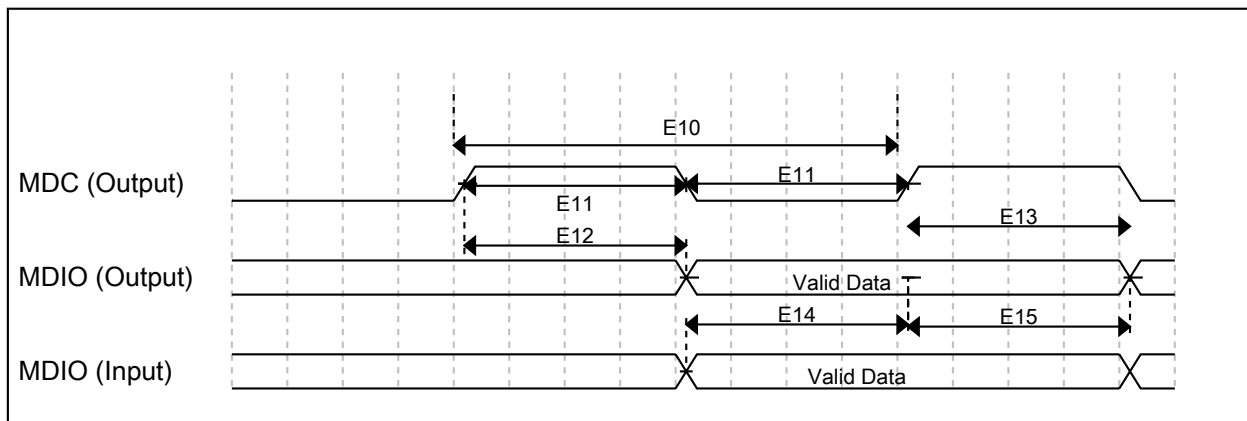 E10
MDC (Output)
E11
E11
E13
E12
MDIO (Output)
Valid Data
E14
E15
MDIO (Input)
Valid Data